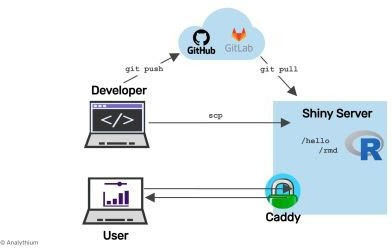 GitHub
GitLab
git push
git pull
Developer
</>
scp
Shiny Server
/hello
/rmd
R
User
Caddy
© Analythium